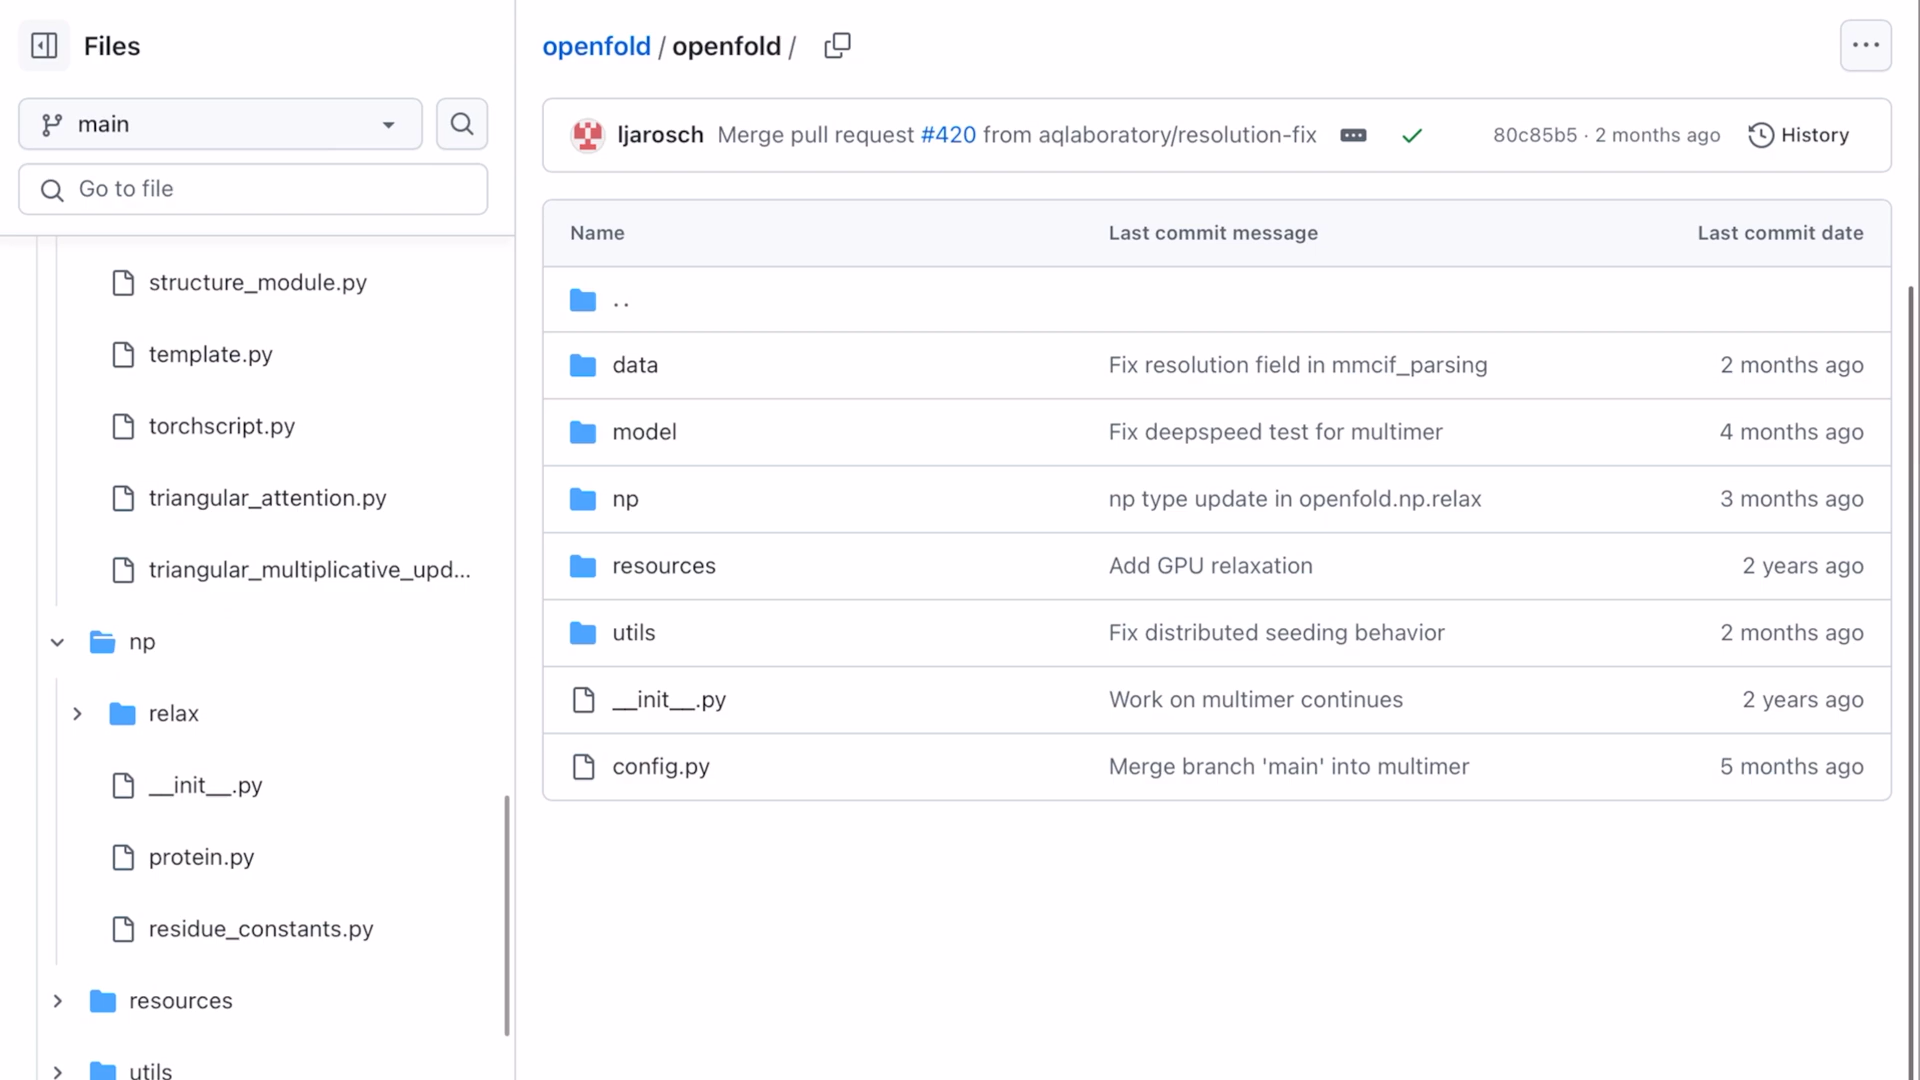 Files
main
Go to file
structure_module.py
template.py
torchscript.py
triangular_attention.py
triangular_multiplicative_upd...
np
relax
__init__.py
protein.py
residue_constants.py
resources
utils
openfold / openfold /
ljarosch Merge pull request #420 from aqlaboratory/resolution-fix 80c85b5 · 2 months ago History
Name Last commit message Last commit date
..
data Fix resolution field in mmcif_parsing 2 months ago
model Fix deepspeed test for multimer 4 months ago
np np type update in openfold.np.relax 3 months ago
resources Add GPU relaxation 2 years ago
utils Fix distributed seeding behavior 2 months ago
__init__.py Work on multimer continues 2 years ago
config.py Merge branch 'main' into multimer 5 months ago